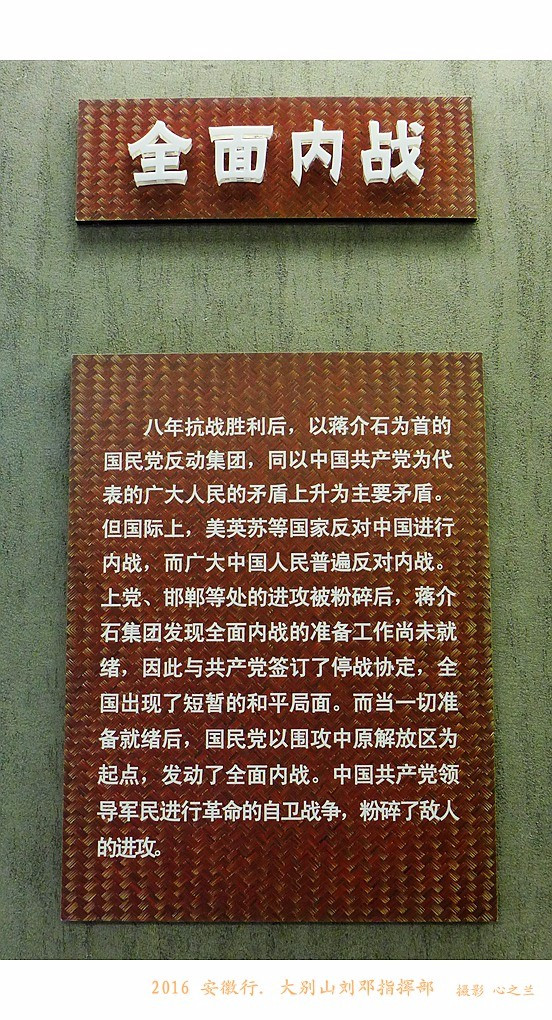 全面内战
八年抗战胜利后，以蒋介石为首的
国民党反动集团，同以中国共产党为代
表的广大人民的矛盾上升为主要矛盾。
但国际上，美英苏等国家反对中国进行
内战，而广大中国人民普遍反对内战。
上党、邯郸等处的进攻被粉碎后，蒋介
石集团发现全面内战的准备工作尚未就
绪，因此与共产党签订了停战协定，全
国出现了短暂的和平局面。而当一切准
备就绪后，国民党以围攻中原解放区为
起点，发动了全面内战。中国共产党领
导军民进行革命的自卫战争，粉碎了敌人
的进攻。
2016 安徽行. 大别山刘邓指挥部 摄影 心之兰